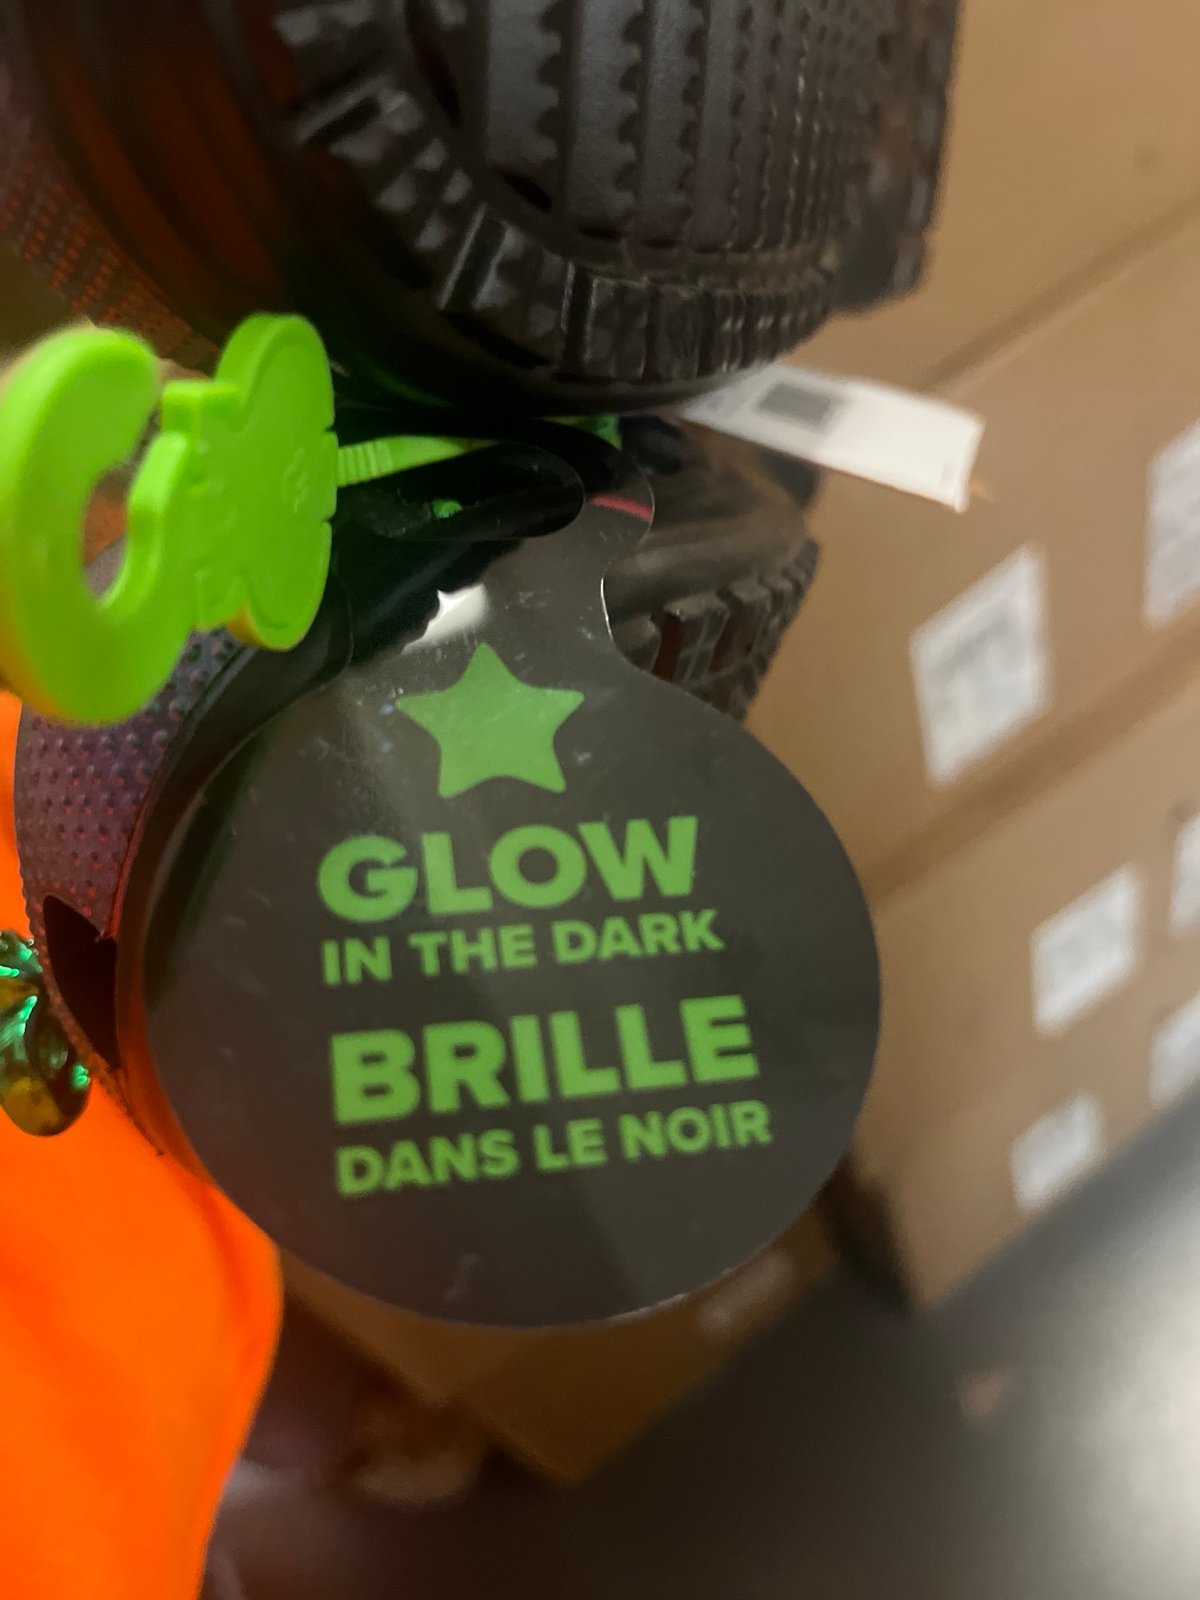 GLOW
IN THE DARK
BRILLE
DANS LE NOIR